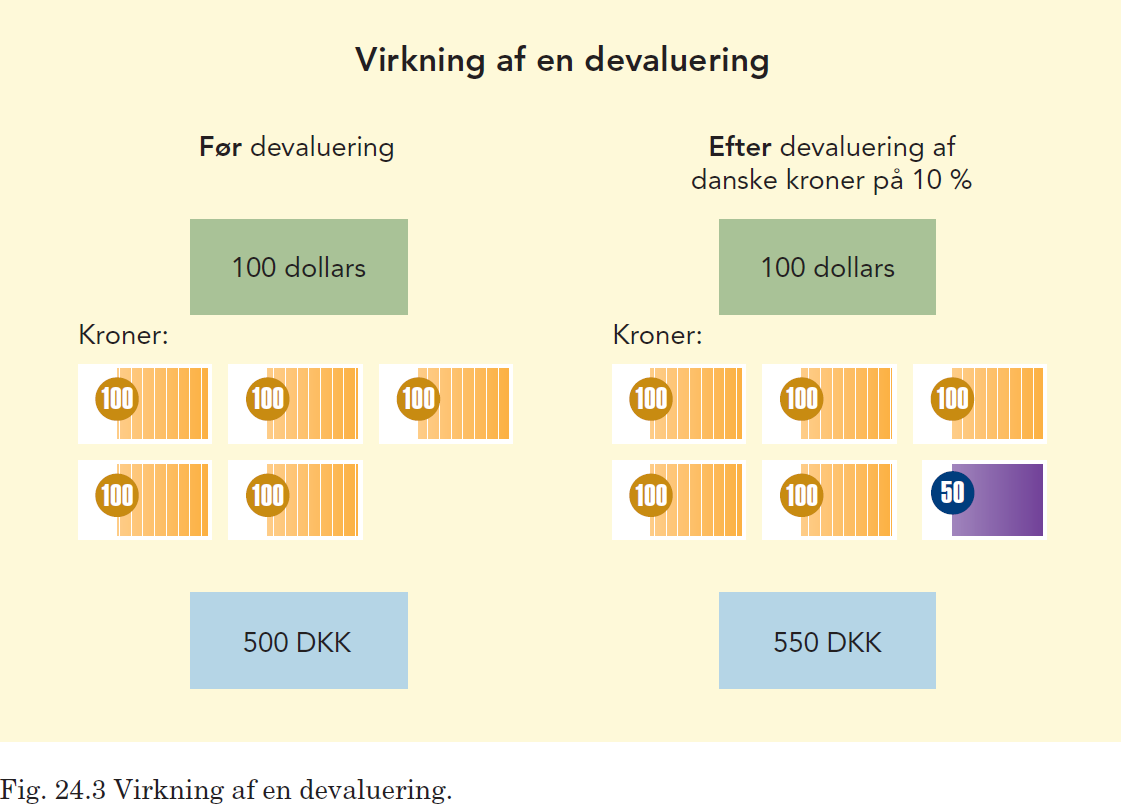 Virkning af en devaluering
Før devaluering
Efter devaluering af
danske kroner på 10 %
100 dollars
100 dollars
Kroner:
Kroner:
100 100 100
100 100 100
100 100
100 100 50
500 DKK
550 DKK
Fig. 24.3 Virkning af en devaluering.